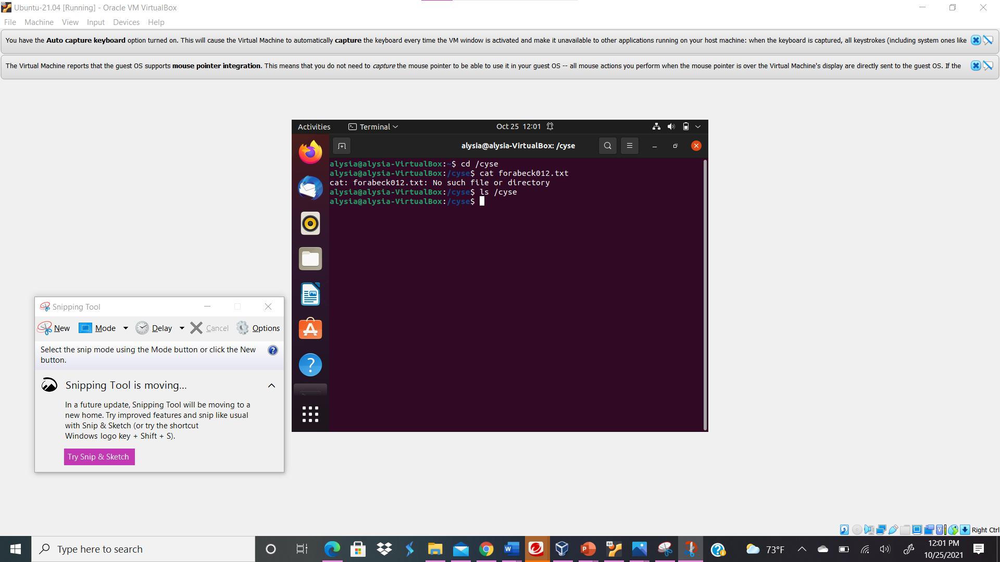 Ubuntu-21.04 [Running] - Oracle VM VirtualBox
File Machine View Input Devices Help
You have the Auto capture keyboard option turned on. This will cause the Virtual Machine to automatically capture the keyboard every time the VM window is activated and make it unavailable to other applications running on your host machine: when the keyboard is captured, all keystrokes (including system ones like
The Virtual Machine reports that the guest OS supports mouse pointer integration. This means that you do not need to capture the mouse pointer to be able to use it in your guest OS -- all mouse actions you perform when the mouse pointer is over the Virtual Machine's display are directly sent to the guest OS. If the
Activities Terminal Oct 25 12:01
alysia@alysia-VirtualBox: /cyse
alysia@alysia-VirtualBox:~$ cd /cyse
alysia@alysia-VirtualBox:/cyse$ cat forabeck012.txt
cat: forabeck012.txt: No such file or directory
alysia@alysia-VirtualBox:/cyse$ ls /cyse
alysia@alysia-VirtualBox:/cyse$
Snipping Tool
New Mode Delay Cancel Options
Select the snip mode using the Mode button or click the New
button.
Snipping Tool is moving...
In a future update, Snipping Tool will be moving to a
new home. Try improved features and snip like usual
with Snip & Sketch (or try the shortcut
Windows logo key + Shift + S).
Try Snip & Sketch
Right Ctrl
Type here to search
73°F
12:01 PM
10/25/2021